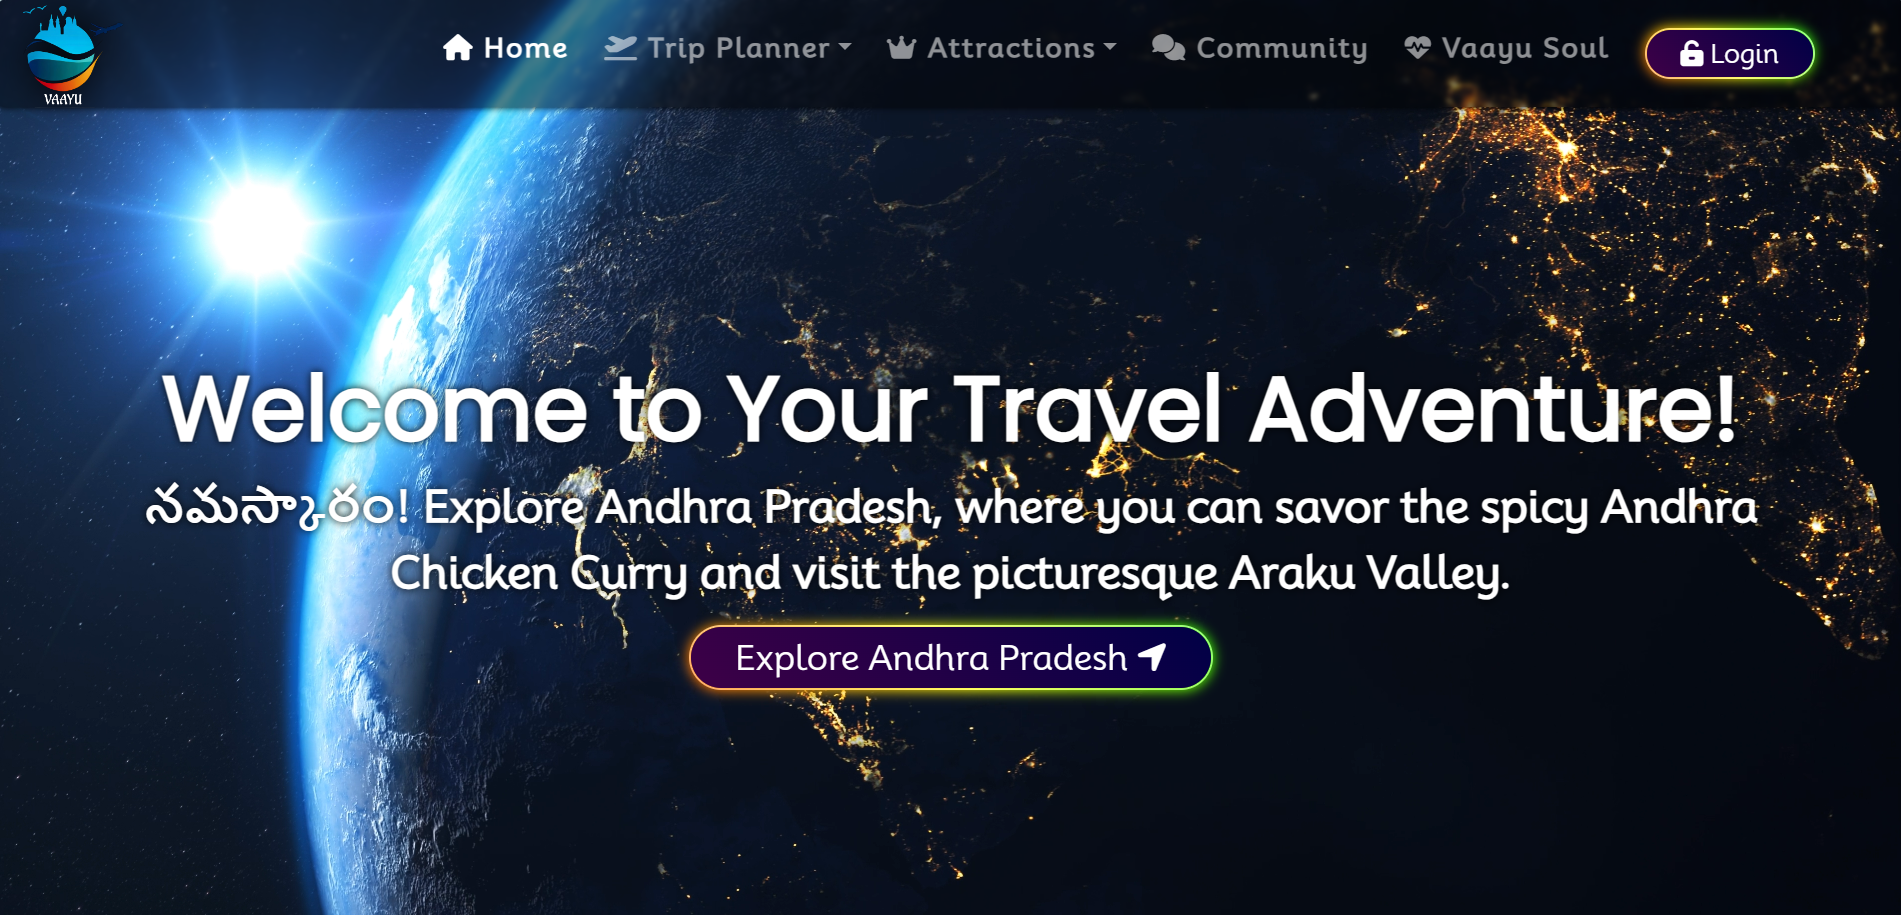 VAAYU
Home
Trip Planner
Attractions
Community
Vaayu Soul
Login
Welcome to Your Travel Adventure!
నమస్కారం! Explore Andhra Pradesh, where you can savor the spicy Andhra
Chicken Curry and visit the picturesque Araku Valley.
Explore Andhra Pradesh